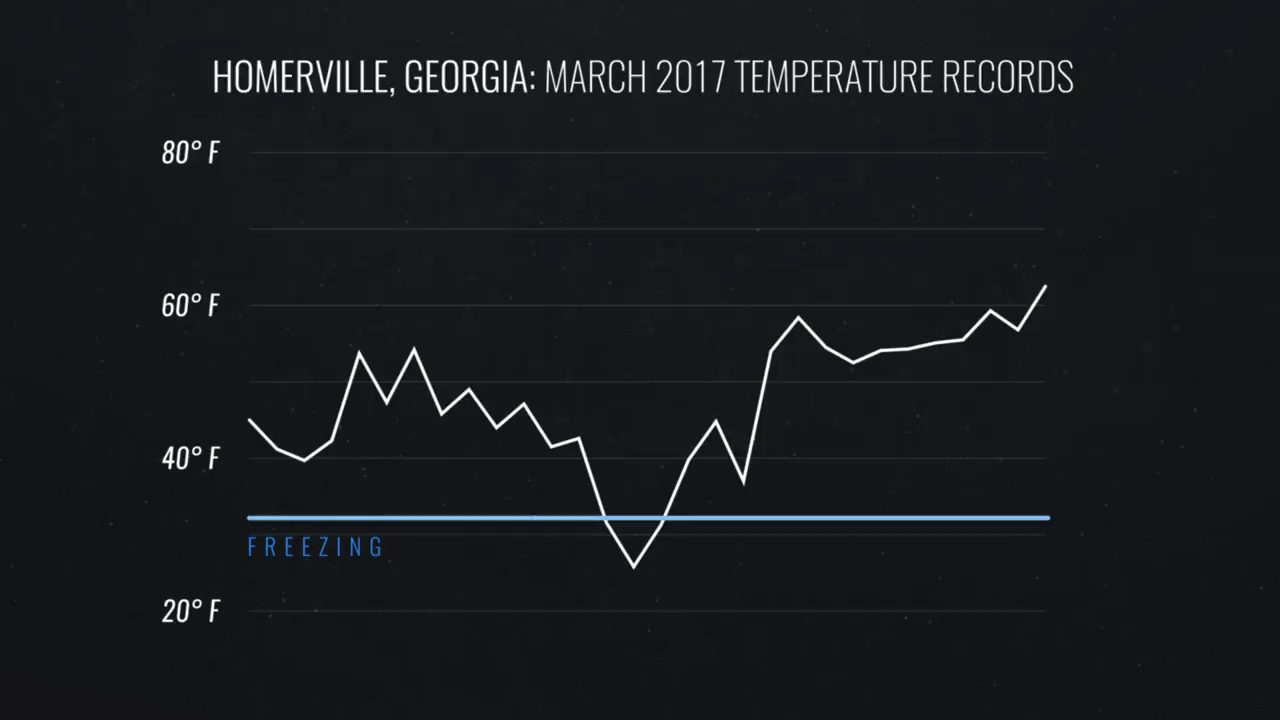 HOMERVILLE, GEORGIA: MARCH 2017 TEMPERATURE RECORDS
80° F
60° F
40° F
FREEZING
20° F